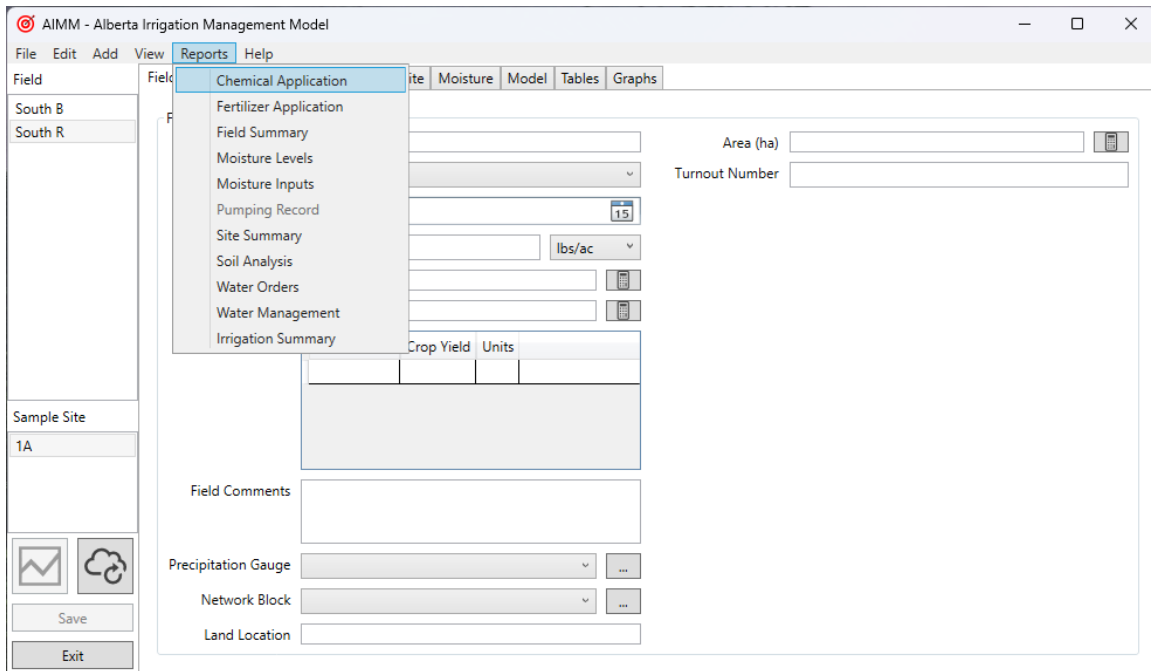 AIMM - Alberta Irrigation Management Model
File Edit Add View Reports Help
Field
South B
South R
Chemical Application
Fertilizer Application
Field Summary
Moisture Levels
Moisture Inputs
Pumping Record
Site Summary
Soil Analysis
Water Orders
Water Management
Irrigation Summary
Moisture Model Tables Graphs
Area (ha)
Turnout Number
15
lbs/ac
Crop Yield Units
Sample Site
1A
Field Comments
Precipitation Gauge ...
Network Block ...
Land Location
Save
Exit